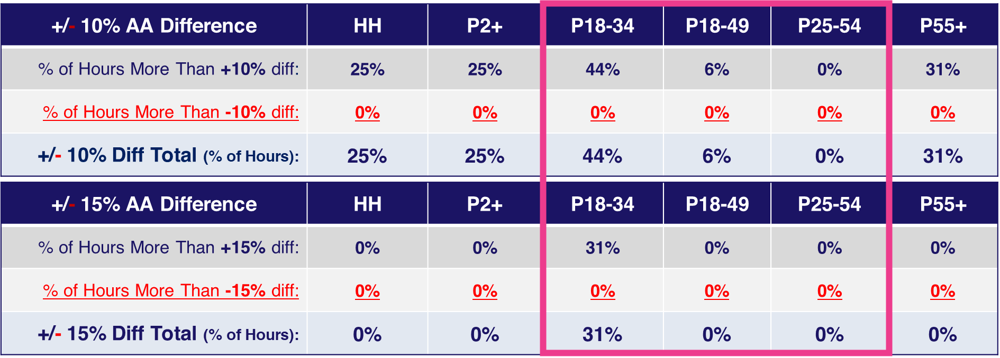 +/- 10% AA Difference HH P2+ P18-34 P18-49 P25-54 P55+
% of Hours More Than +10% diff: 25% 25% 44% 6% 0% 31%
% of Hours More Than -10% diff: 0% 0% 0% 0% 0% 0%
+/- 10% Diff Total (% of Hours): 25% 25% 44% 6% 0% 31%
+/- 15% AA Difference HH P2+ P18-34 P18-49 P25-54 P55+
% of Hours More Than +15% diff: 0% 0% 31% 0% 0% 0%
% of Hours More Than -15% diff: 0% 0% 0% 0% 0% 0%
+/- 15% Diff Total (% of Hours): 0% 0% 31% 0% 0% 0%